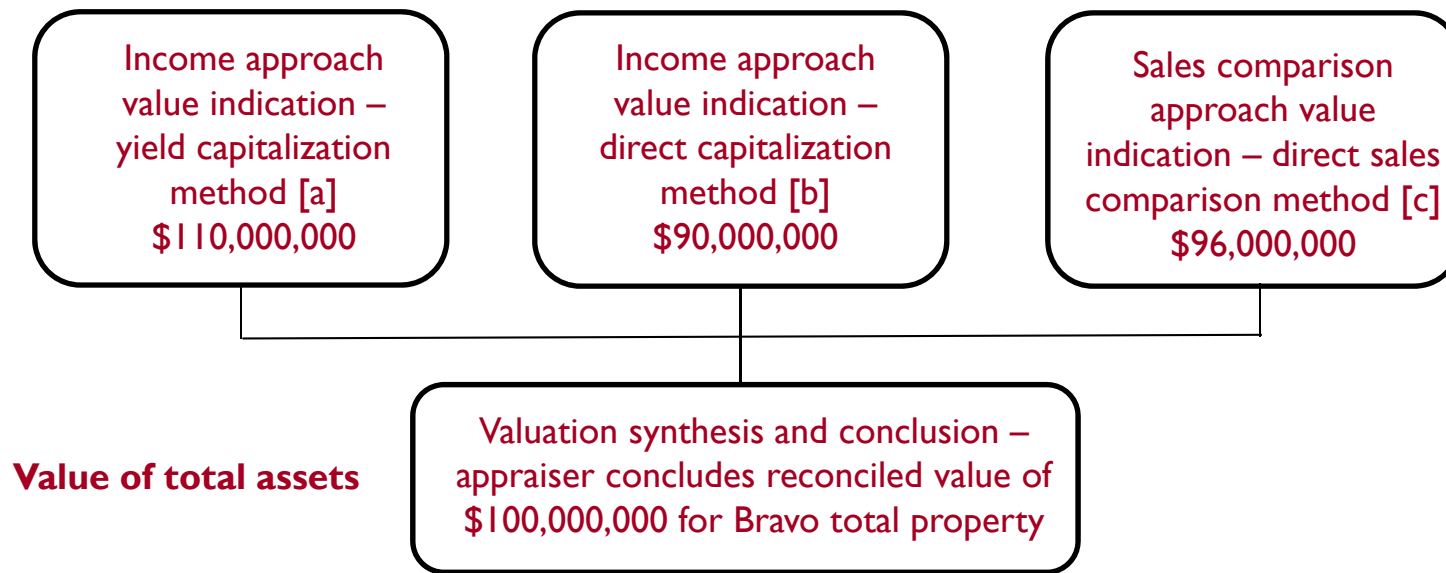 Income approach
value indication –
yield capitalization
method [a]
$110,000,000
Income approach
value indication –
direct capitalization
method [b]
$90,000,000
Sales comparison
approach value
indication – direct sales
comparison method [c]
$96,000,000
Value of total assets
Valuation synthesis and conclusion –
appraiser concludes reconciled value of
$100,000,000 for Bravo total property